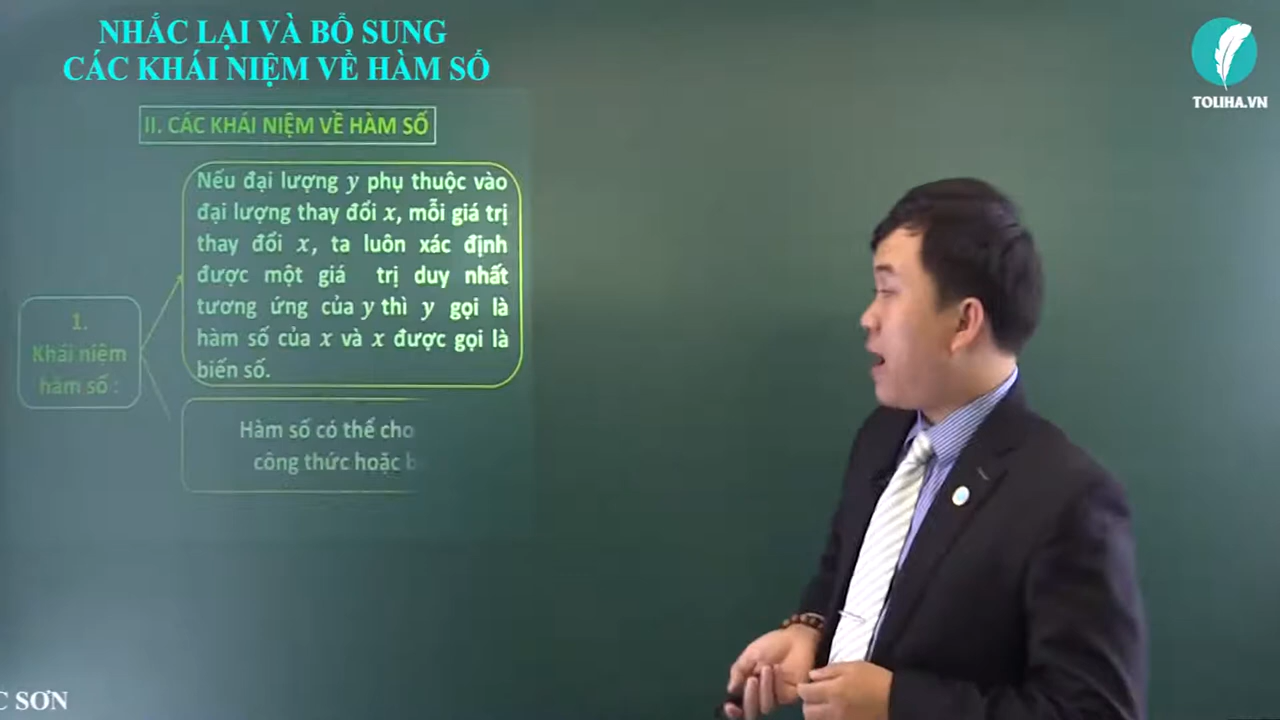 NHẮC LẠI VÀ BỔ SUNG
CÁC KHÁI NIỆM VỀ HÀM SỐ
TOLIHA.VN
II. CÁC KHÁI NIỆM VỀ HÀM SỐ
Nếu đại lượng y phụ thuộc vào
đại lượng thay đổi x, mỗi giá trị
thay đổi x, ta luôn xác định
được một giá trị duy nhất
tương ứng của y thì y gọi là
hàm số của x và x được gọi là
biến số.
1.
Khái niệm
hàm số :
Hàm số có thể cho
công thức hoặc b
C SƠN